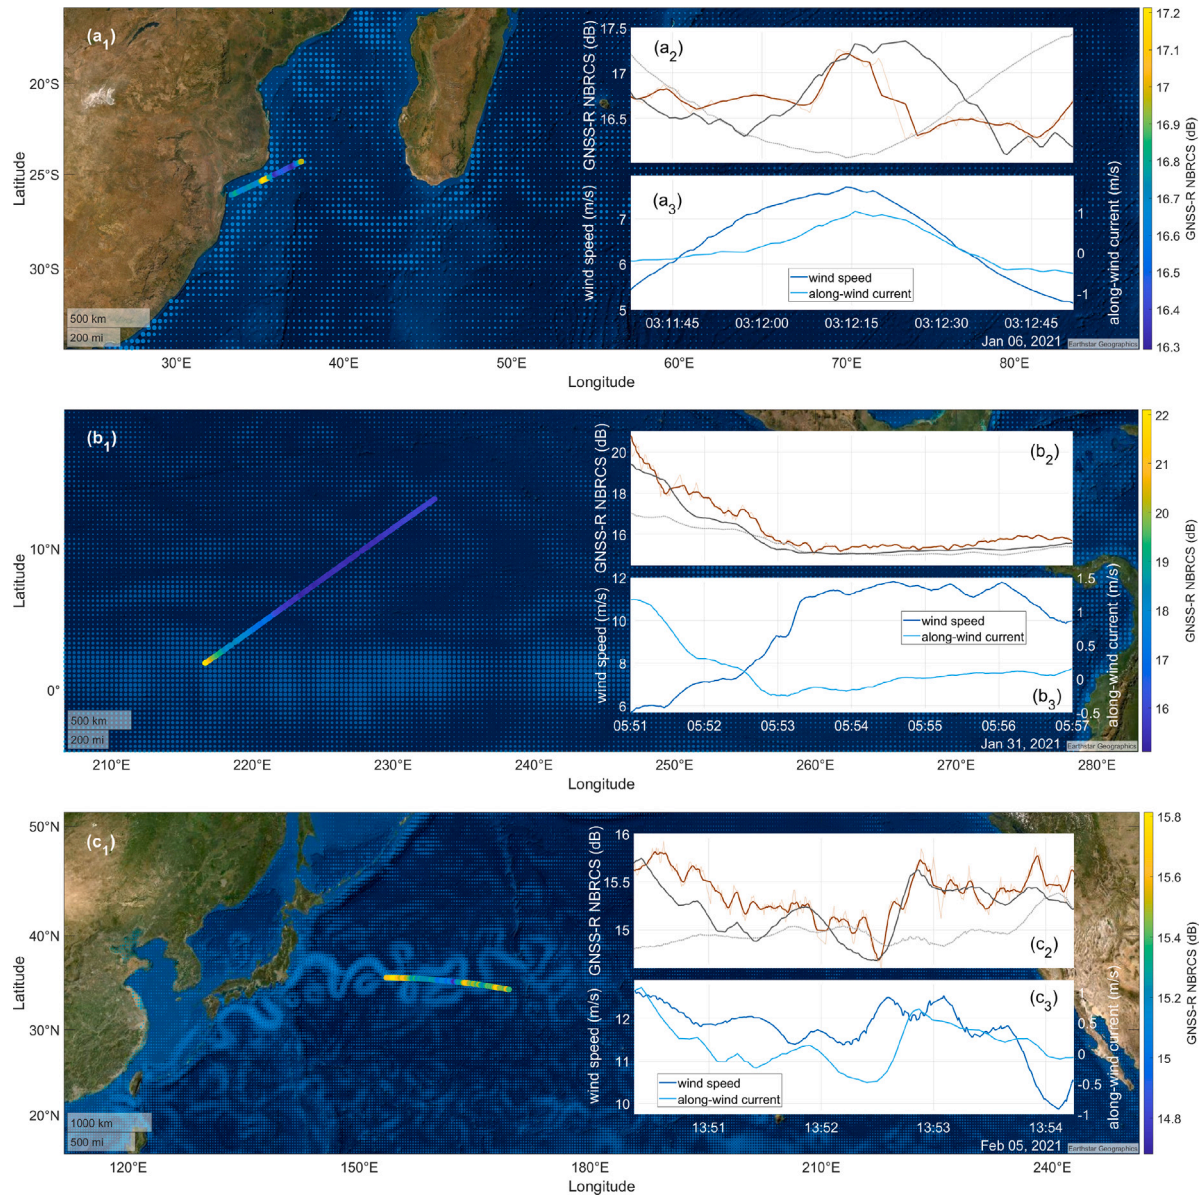 (a1)
20°S
25°S
30°S
Latitude
500 km
200 mi
30°E
40°E
50°E
60°E
70°E
80°E
Longitude
GNSS-R NBRCS (dB)
17.5
17
16.5
(a2)
wind speed (m/s)
7
6
5
(a3)
wind speed
along-wind current
1
0
-1
along-wind current (m/s)
03:11:45
03:12:00
03:12:15
03:12:30
03:12:45
Jan 06, 2021
Earthstar Geographics
17.2
17.1
17
16.9
16.8
16.7
16.6
16.5
16.4
16.3
GNSS-R NBRCS (dB)
(b1)
10°N
0°
Latitude
500 km
200 mi
210°E
220°E
230°E
240°E
250°E
260°E
270°E
280°E
Longitude
GNSS-R NBRCS (dB)
20
18
16
(b2)
wind speed (m/s)
12
10
8
6
wind speed
along-wind current
(b3)
1.5
1
0.5
0
-0.5
along-wind current (m/s)
05:51
05:52
05:53
05:54
05:55
05:56
05:57
Jan 31, 2021
Earthstar Geographics
22
21
20
19
18
17
16
GNSS-R NBRCS (dB)
(c1)
50°N
40°N
30°N
20°N
Latitude
1000 km
500 mi
120°E
150°E
180°E
210°E
240°E
Longitude
GNSS-R NBRCS (dB)
16
15.5
15
(c2)
wind speed (m/s)
12
11
10
(c3)
wind speed
along-wind current
1
0.5
0
-0.5
-1
along-wind current (m/s)
13:51
13:52
13:53
13:54
Feb 05, 2021
Earthstar Geographics
15.8
15.6
15.4
15.2
15
14.8
GNSS-R NBRCS (dB)